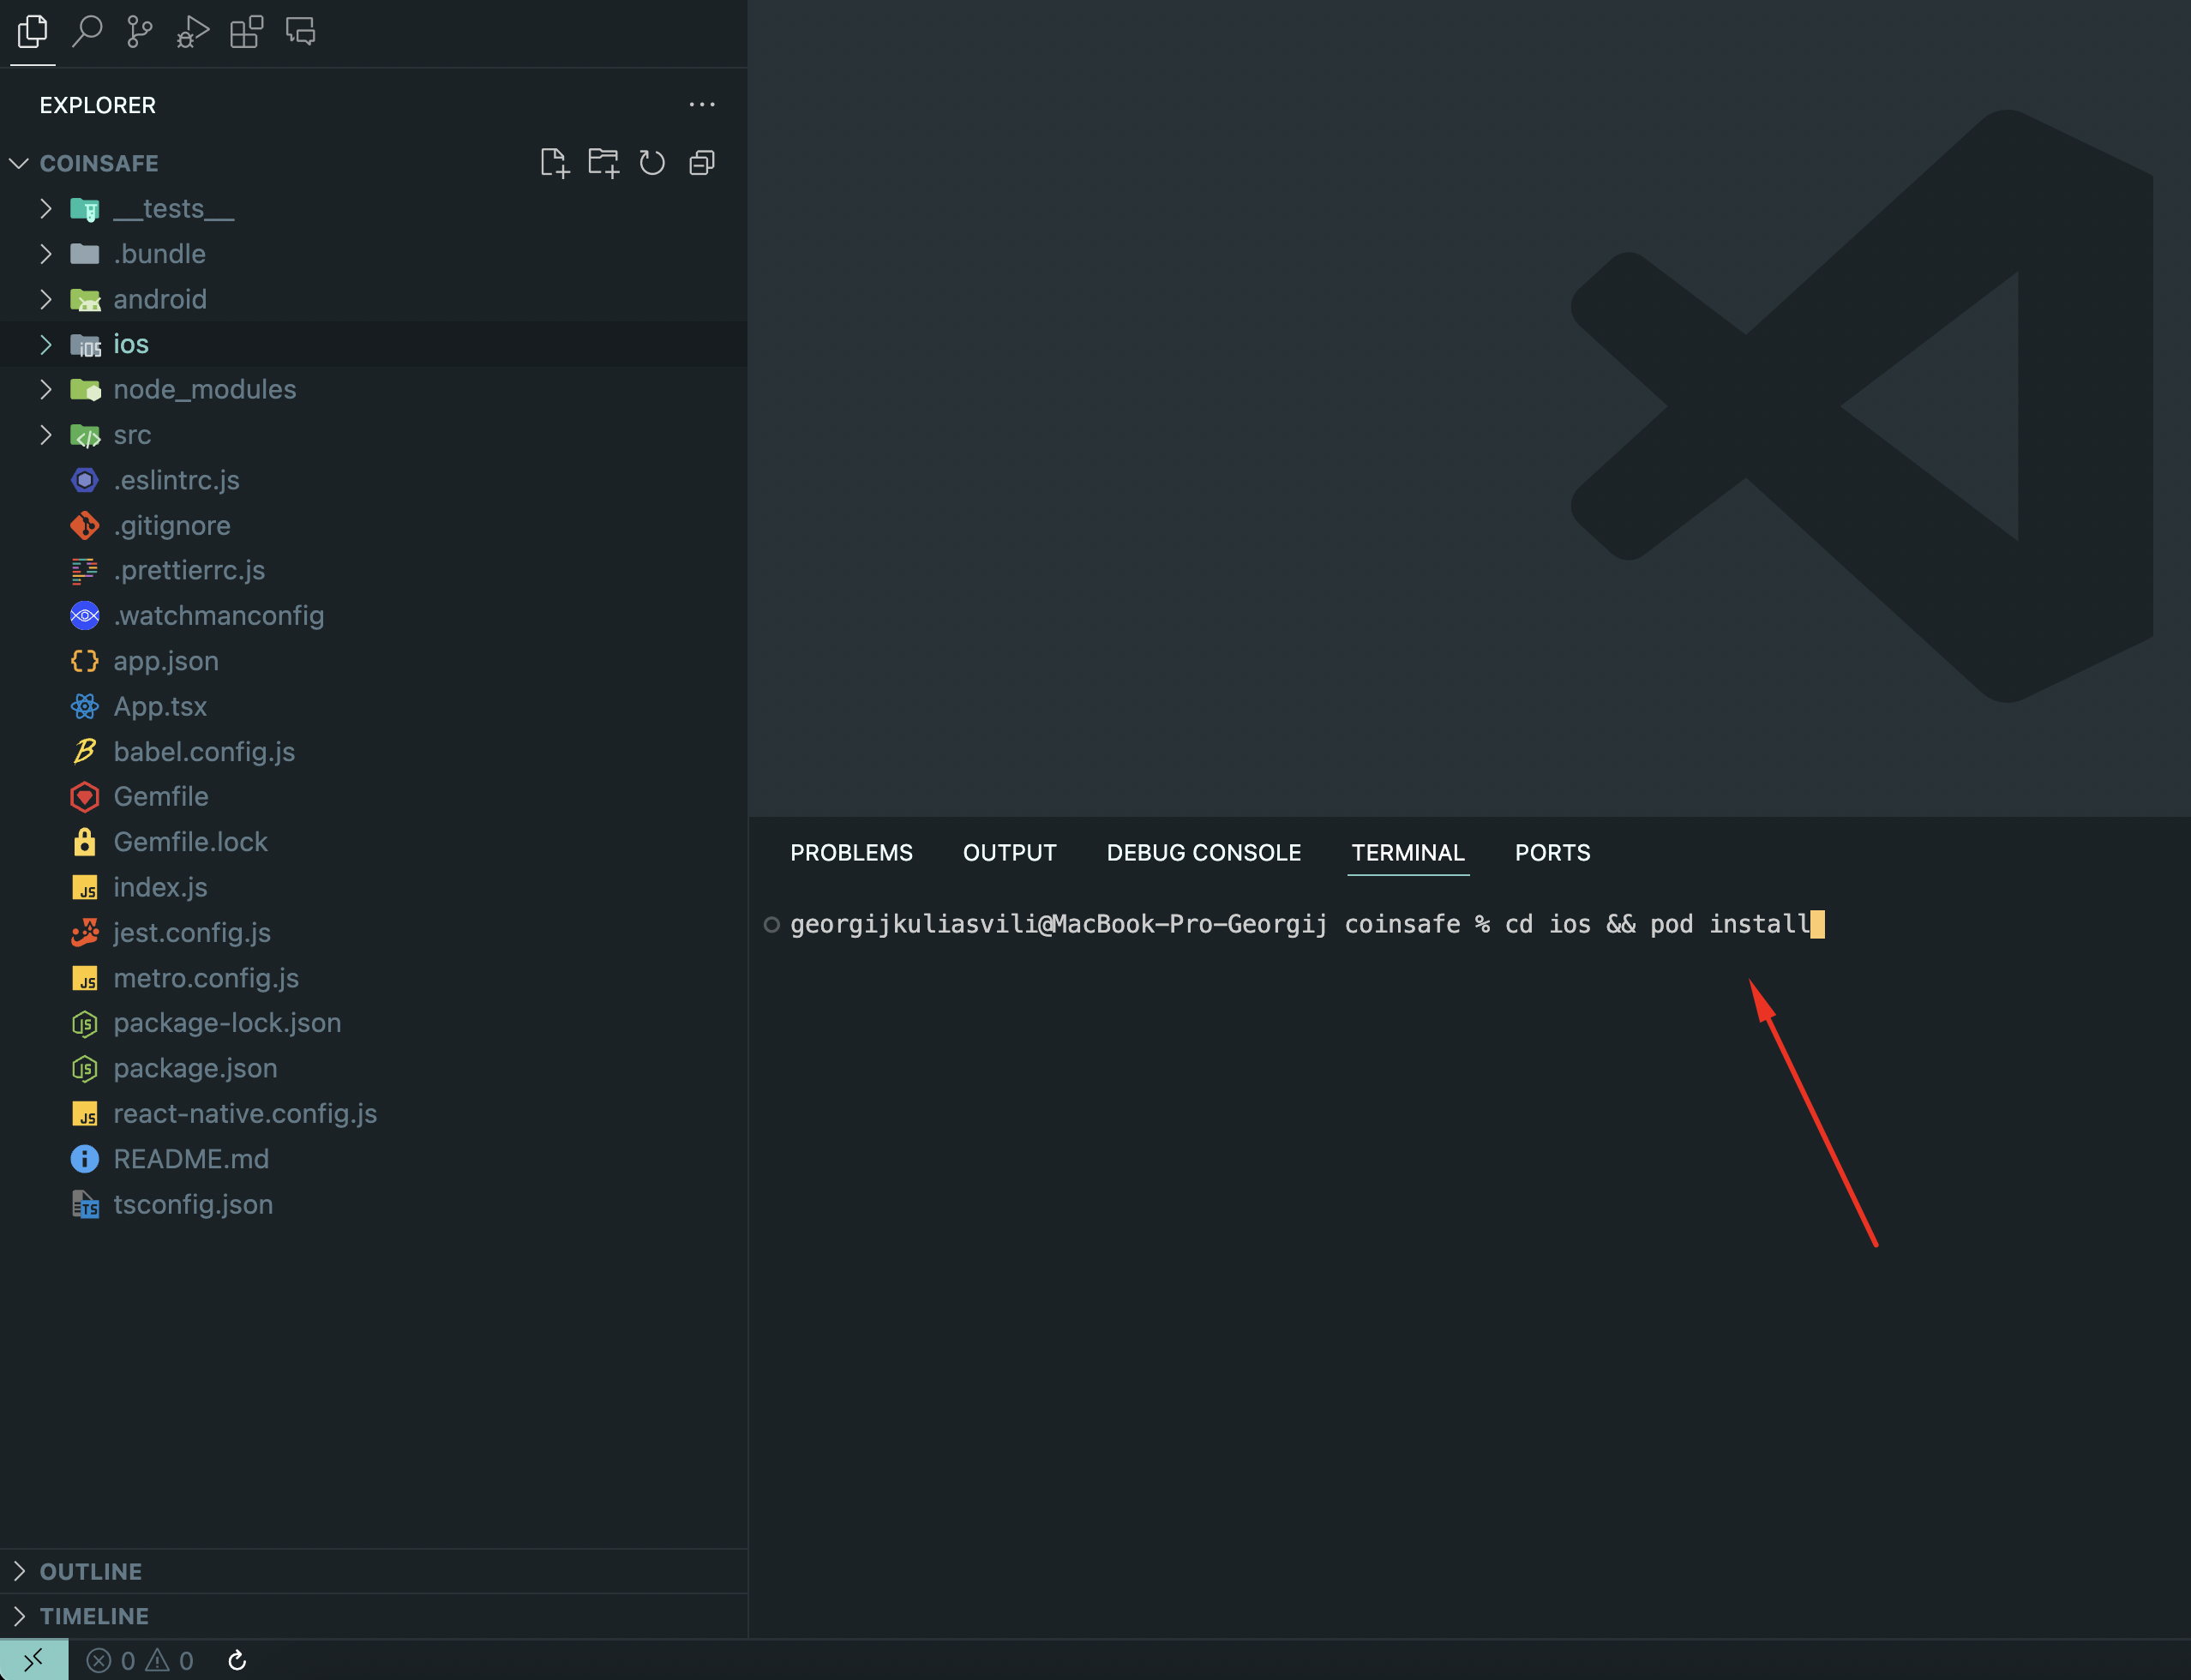 EXPLORER
COINSAFE
__tests__
.bundle
android
ios
node_modules
src
.eslintrc.js
.gitignore
.prettierrc.js
.watchmanconfig
app.json
App.tsx
babel.config.js
Gemfile
Gemfile.lock
index.js
jest.config.js
metro.config.js
package-lock.json
package.json
react-native.config.js
README.md
tsconfig.json
OUTLINE
TIMELINE
0 0
PROBLEMS OUTPUT DEBUG CONSOLE TERMINAL PORTS
georgijkuliasvili@MacBook-Pro-Georgij coinsafe % cd ios && pod install